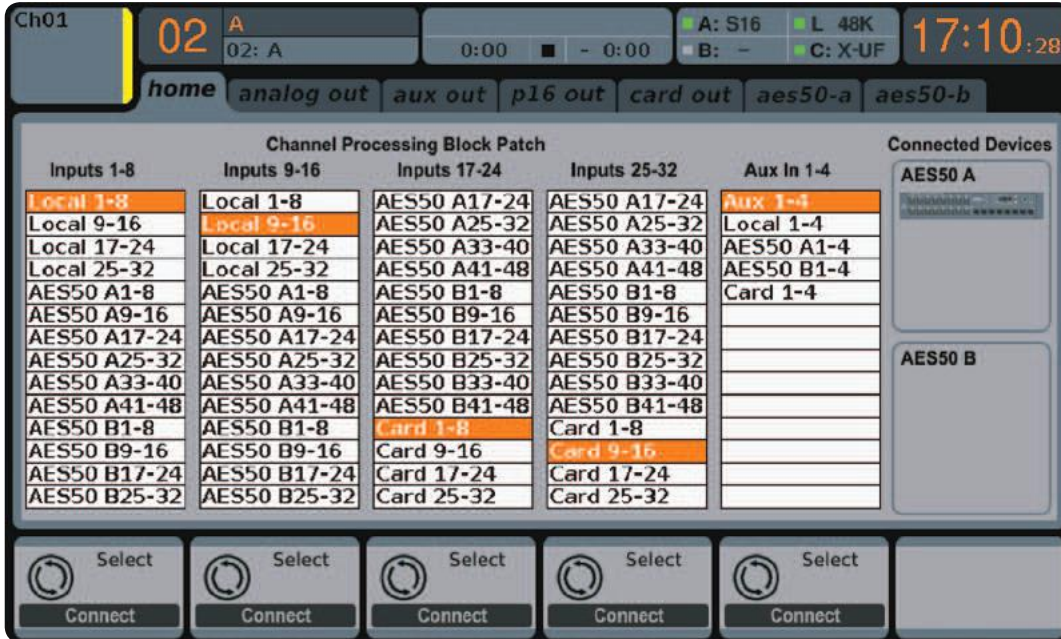 Ch01
02
A
02: A
0:00 - 0:00
A: S16
L 48K
B: -
C: X-UF
17:10:28
home
analog out
aux out
p16 out
card out
aes50-a
aes50-b
Channel Processing Block Patch
Connected Devices
Inputs 1-8
Local 1-8
Local 9-16
Local 17-24
Local 25-32
AES50 A1-8
AES50 A9-16
AES50 A17-24
AES50 A25-32
AES50 A33-40
AES50 A41-48
AES50 B1-8
AES50 B9-16
AES50 B17-24
AES50 B25-32
Inputs 9-16
Local 1-8
Local 9-16
Local 17-24
Local 25-32
AES50 A1-8
AES50 A9-16
AES50 A17-24
AES50 A25-32
AES50 A33-40
AES50 A41-48
AES50 B1-8
AES50 B9-16
AES50 B17-24
AES50 B25-32
Inputs 17-24
AES50 A17-24
AES50 A25-32
AES50 A33-40
AES50 A41-48
AES50 B1-8
AES50 B9-16
AES50 B17-24
AES50 B25-32
AES50 B33-40
AES50 B41-48
Card 1-8
Card 9-16
Card 17-24
Card 25-32
Inputs 25-32
AES50 A17-24
AES50 A25-32
AES50 A33-40
AES50 A41-48
AES50 B1-8
AES50 B9-16
AES50 B17-24
AES50 B25-32
AES50 B33-40
AES50 B41-48
Card 1-8
Card 9-16
Card 17-24
Card 25-32
Aux In 1-4
Aux 1-4
Local 1-4
AES50 A1-4
AES50 B1-4
Card 1-4
AES50 A
AES50 B
Select
Connect
Select
Connect
Select
Connect
Select
Connect
Select
Connect